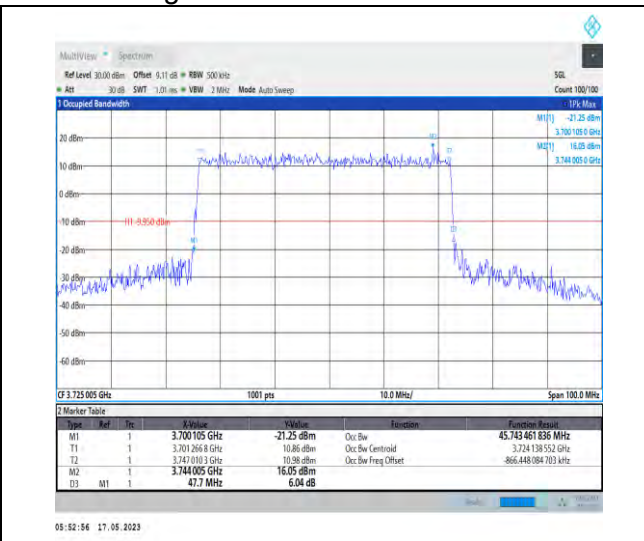 MultiView Spectrum
Ref Level 30.00 dBm Offset 9.11 dB RBW 500 kHz SGL
Att 30 dB SWT 1.01 ms VBW 2 MHz Mode Auto Sweep Count 100/100
1 Occupied Bandwidth 1Pk Max
M1[1] -21.25 dBm
3.700 105 0 GHz
M2[1] 16.05 dBm
3.744 005 0 GHz
20 dBm
10 dBm
0 dBm
-10 dBm
H1 -9.950 dBm
-20 dBm
M1
D3
-30 dBm
-40 dBm
-50 dBm
-60 dBm
CF 3.725 005 GHz 1001 pts 10.0 MHz/ Span 100.0 MHz
2 Marker Table
Type Ref Trc X-Value Y-Value Function Function Result
M1 1 3.700105 GHz -21.25 dBm Occ Bw 45.743 461 836 MHz
T1 1 3.701 266 8 GHz 10.86 dBm Occ Bw Centroid 3.724 138 552 GHz
T2 1 3.747 010 3 GHz 10.98 dBm Occ Bw Freq Offset -866.448 084 703 kHz
M2 1 3.744 005 GHz 16.05 dBm
D3 M1 1 47.7 MHz 6.04 dB
05:52:56 17.05.2023